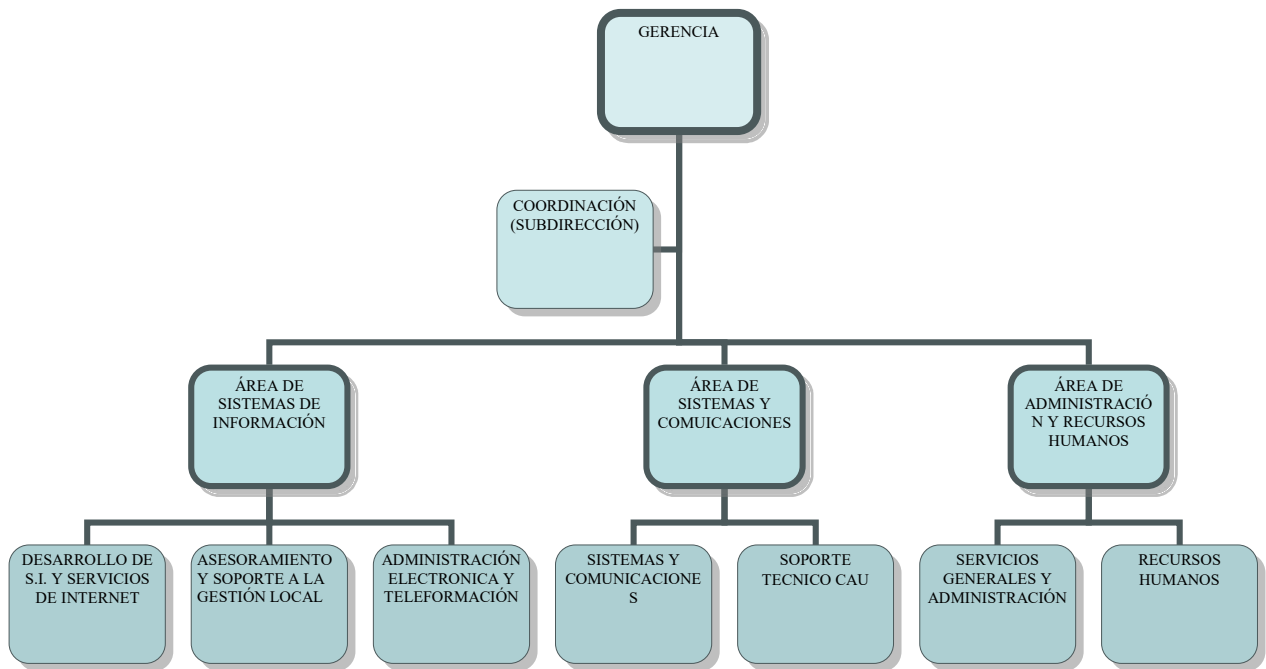 GERENCIA
COORDINACIÓN
(SUBDIRECCIÓN)
ÁREA DE
SISTEMAS DE
INFORMACIÓN
ÁREA DE
SISTEMAS Y
COMUICACIONES
ÁREA DE
ADMINISTRACIÓ
N Y RECURSOS
HUMANOS
DESARROLLO DE
S.I. Y SERVICIOS
DE INTERNET
ASESORAMIENTO
Y SOPORTE A LA
GESTIÓN LOCAL
ADMINISTRACIÓN
ELECTRONICA Y
TELEFORMACIÓN
SISTEMAS Y
COMUNICACIONE
S
SOPORTE
TECNICO CAU
SERVICIOS
GENERALES Y
ADMINISTRACIÓN
RECURSOS
HUMANOS